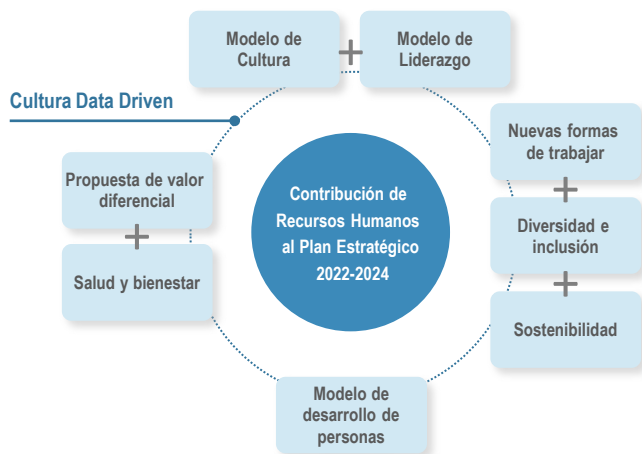 Modelo de
Cultura
Modelo de
Liderazgo
Cultura Data Driven
Nuevas formas
de trabajar
Propuesta de valor
diferencial
Contribución de
Recursos Humanos
al Plan Estratégico
2022-2024
Diversidad e
inclusión
Salud y bienestar
Sostenibilidad
Modelo de
desarrollo de
personas